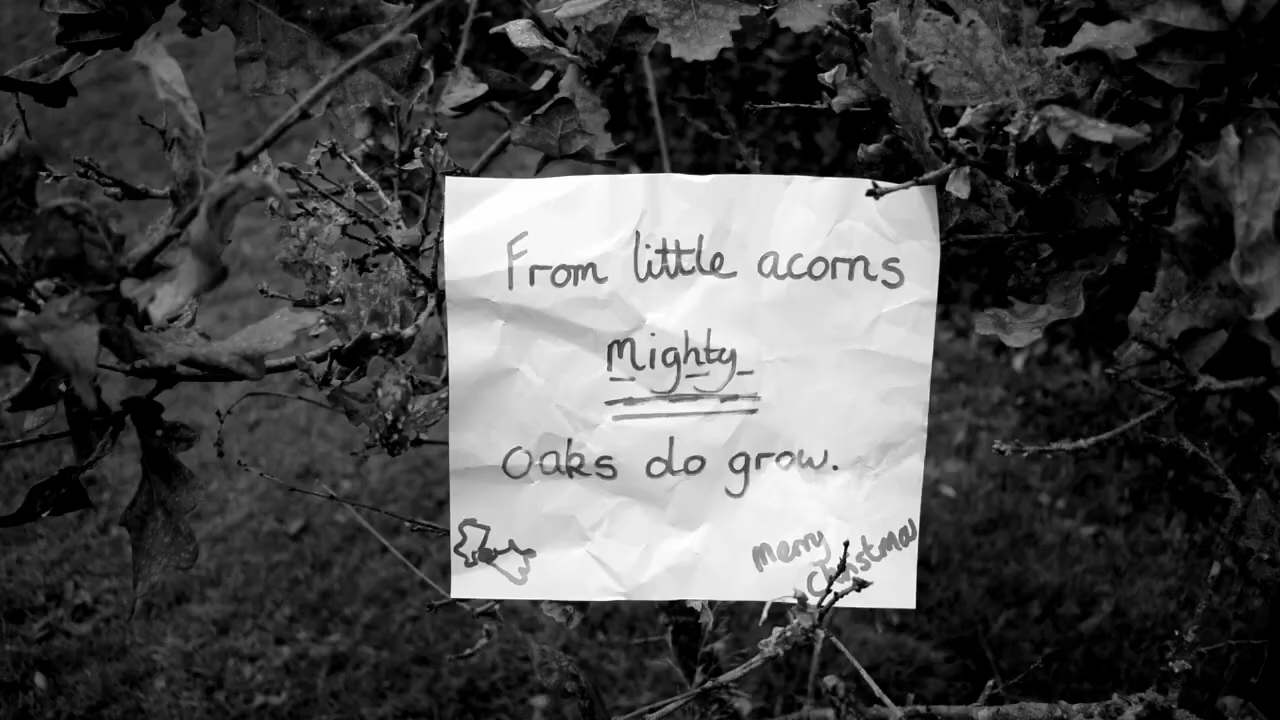 From little acorns
Mighty
oaks do grow.
Merry
Christmas